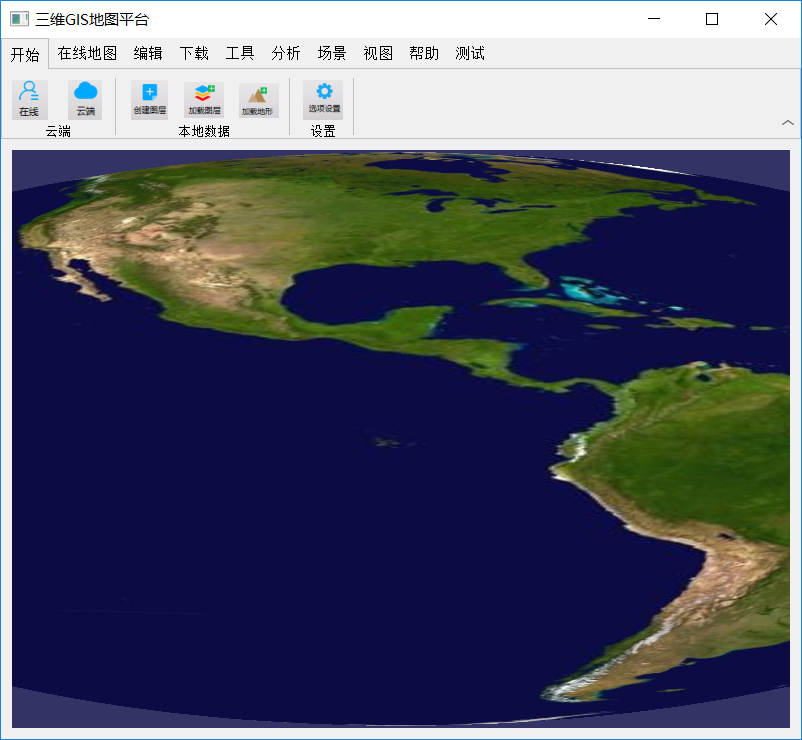 三维GIS地图平台
开始 在线地图 编辑 下载 工具 分析 场景 视图 帮助 测试
在线 云端 创建图层 加载图层 加载地形 选项设置
云端 本地数据 设置